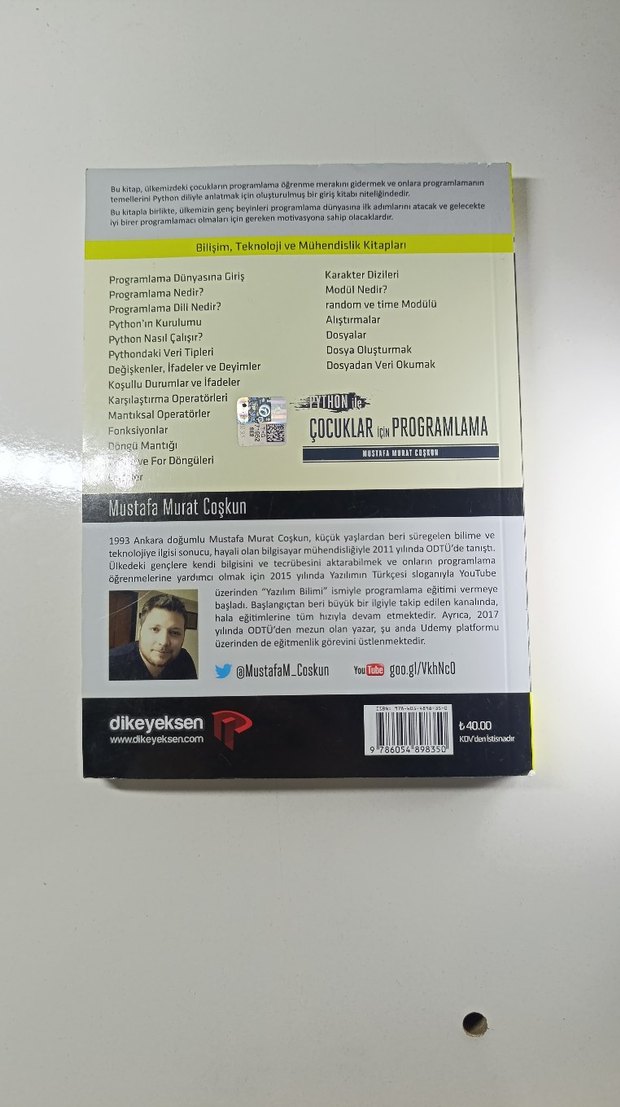 Bu kitap, ülkemizdeki çocukların programlama öğrenme merakını gidermek ve onlara programlamanın
temellerini Python diliyle anlatmak için oluşturulmuş bir giriş kitabı niteliğindedir.
Bu kitapla birlikte, ülkemizin genç beyinleri programlama dünyasına ilk adımlarını atacak ve gelecekte
iyi birer programlamacı olmaları için gereken motivasyona sahip olacaklardır.
Bilişim, Teknoloji ve Mühendislik Kitapları
Programlama Dünyasına Giriş
Programlama Nedir?
Programlama Dili Nedir?
Python'ın Kurulumu
Python Nasıl Çalışır?
Pythondaki Veri Tipleri
Değişkenler, İfadeler ve Deyimler
Koşullu Durumlar ve İfadeler
Karşılaştırma Operatörleri
Mantıksal Operatörler
Fonksiyonlar
Döngü Mantığı
ve For Döngüleri
Karakter Dizileri
Modül Nedir?
random ve time Modülü
Alıştırmalar
Dosyalar
Dosya Oluşturmak
Dosyadan Veri Okumak
PYTHON ile
ÇOCUKLAR için PROGRAMLAMA
MUSTAFA MURAT COŞKUN
Mustafa Murat Coşkun
1993 Ankara doğumlu Mustafa Murat Coşkun, küçük yaşlardan beri süregelen bilime ve
teknolojiye ilgisi sonucu, hayali olan bilgisayar mühendisliğiyle 2011 yılında ODTÜ'de tanıştı.
Ülkedeki gençlere kendi bilgisini ve tecrübesini aktarabilmek ve onların programlama
öğrenmelerine yardımcı olmak için 2015 yılında Yazılımın Türkçesi sloganıyla YouTube
üzerinden "Yazılım Bilimi" ismiyle programlama eğitimi vermeye
başladı. Başlangıçtan beri büyük bir ilgiyle takip edilen kanalında,
hala eğitimlerine tüm hızıyla devam etmektedir. Ayrıca, 2017
yılında ODTÜ'den mezun olan yazar, şu anda Udemy platformu
üzerinden de eğitmenlik görevini üstlenmektedir.
@MustafaM_Coskun
YouTube goo.gl/VkhNcO
dikeyeksen
www.dikeyeksen.com
ISBN: 978-605-4898-35-0
9 786054 898350
₺ 40.00
KDV'den İstisnadır